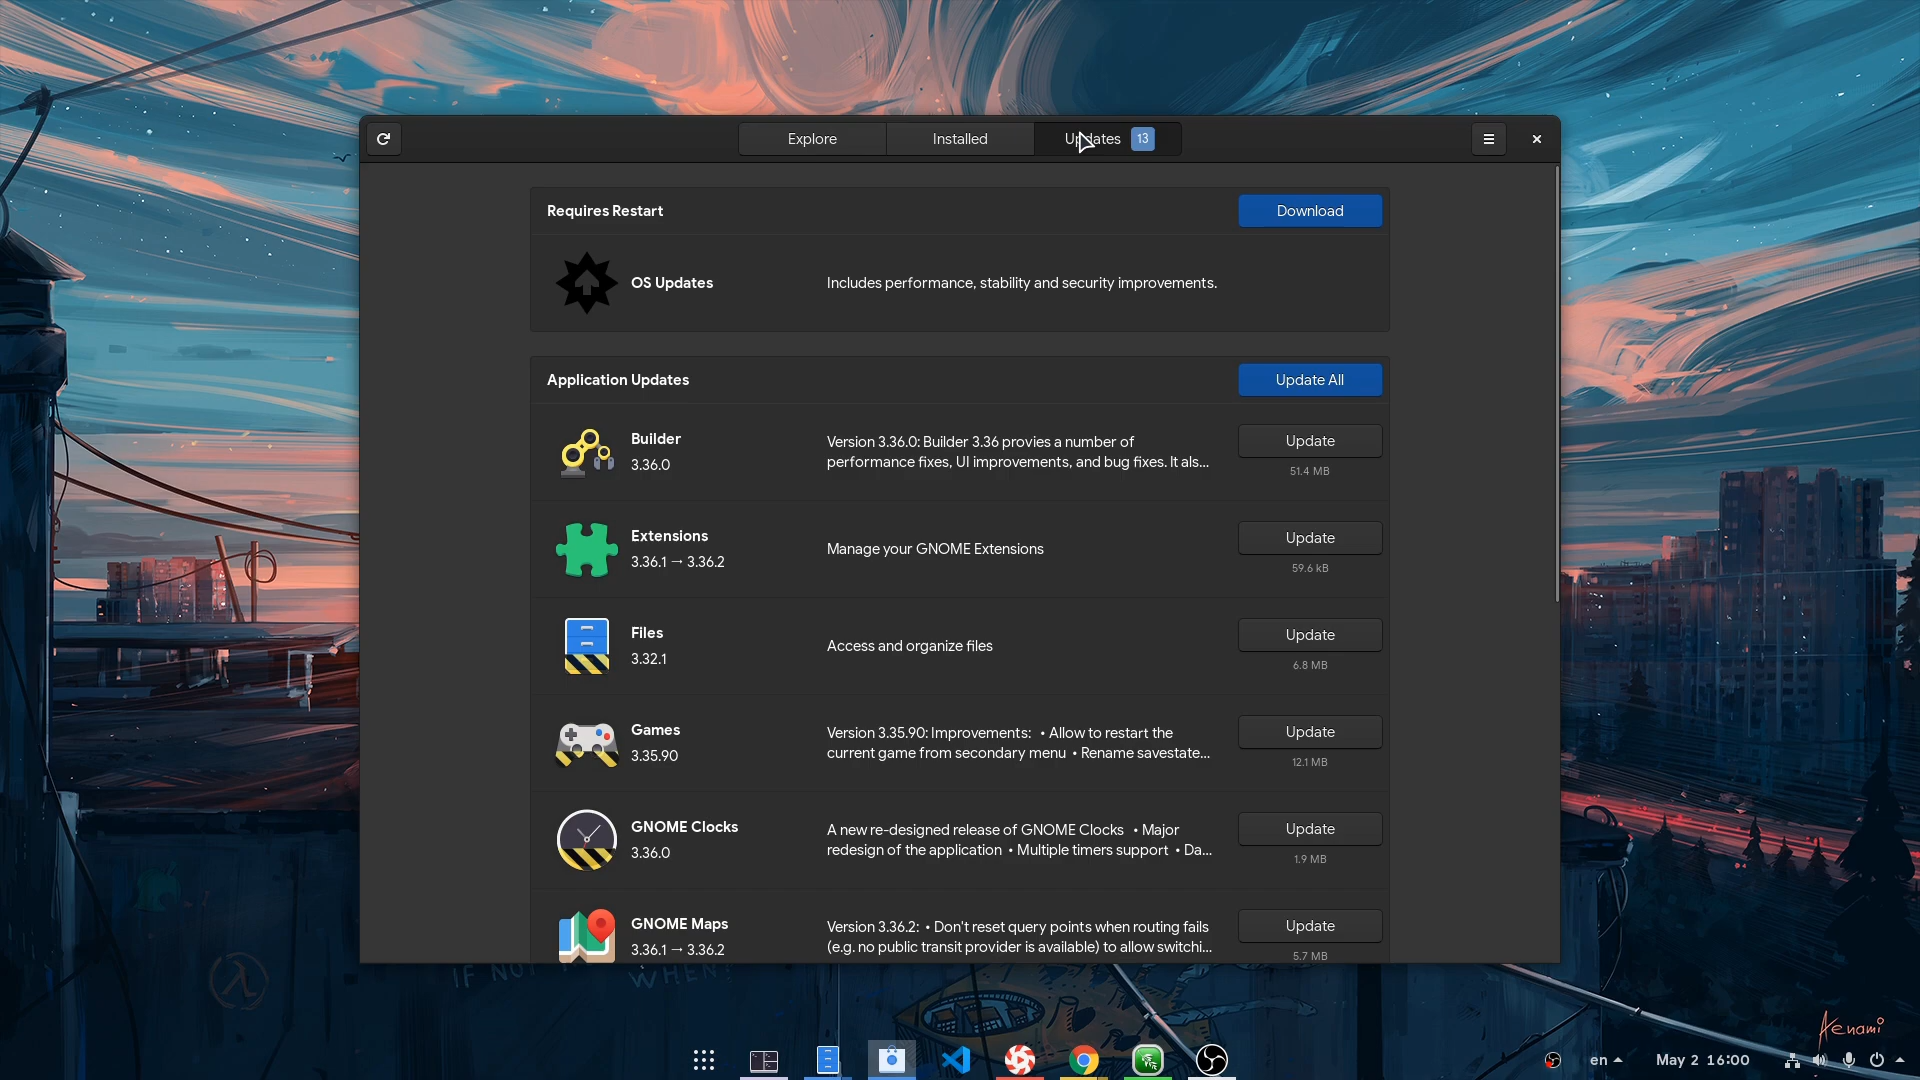 Explore
Installed
Updates 13
Requires Restart
Download
OS Updates
Includes performance, stability and security improvements.
Application Updates
Update All
Builder
3.36.0
Version 3.36.0: Builder 3.36 provies a number of
performance fixes, UI improvements, and bug fixes. It als...
Update
51.4 MB
Extensions
3.36.1 → 3.36.2
Manage your GNOME Extensions
Update
59.6 kB
Files
3.32.1
Access and organize files
Update
6.8 MB
Games
3.35.90
Version 3.35.90: Improvements:  • Allow to restart the
current game from secondary menu  • Rename savestate...
Update
12.1 MB
GNOME Clocks
3.36.0
A new re-designed release of GNOME Clocks  • Major
redesign of the application  • Multiple timers support  • Da...
Update
1.9 MB
GNOME Maps
3.36.1 → 3.36.2
Version 3.36.2:  • Don't reset query points when routing fails
(e.g. no public transit provider is available) to allow switchi...
Update
5.7 MB
IF NOT
WHEN?
Aenami
en
May 2 16:00